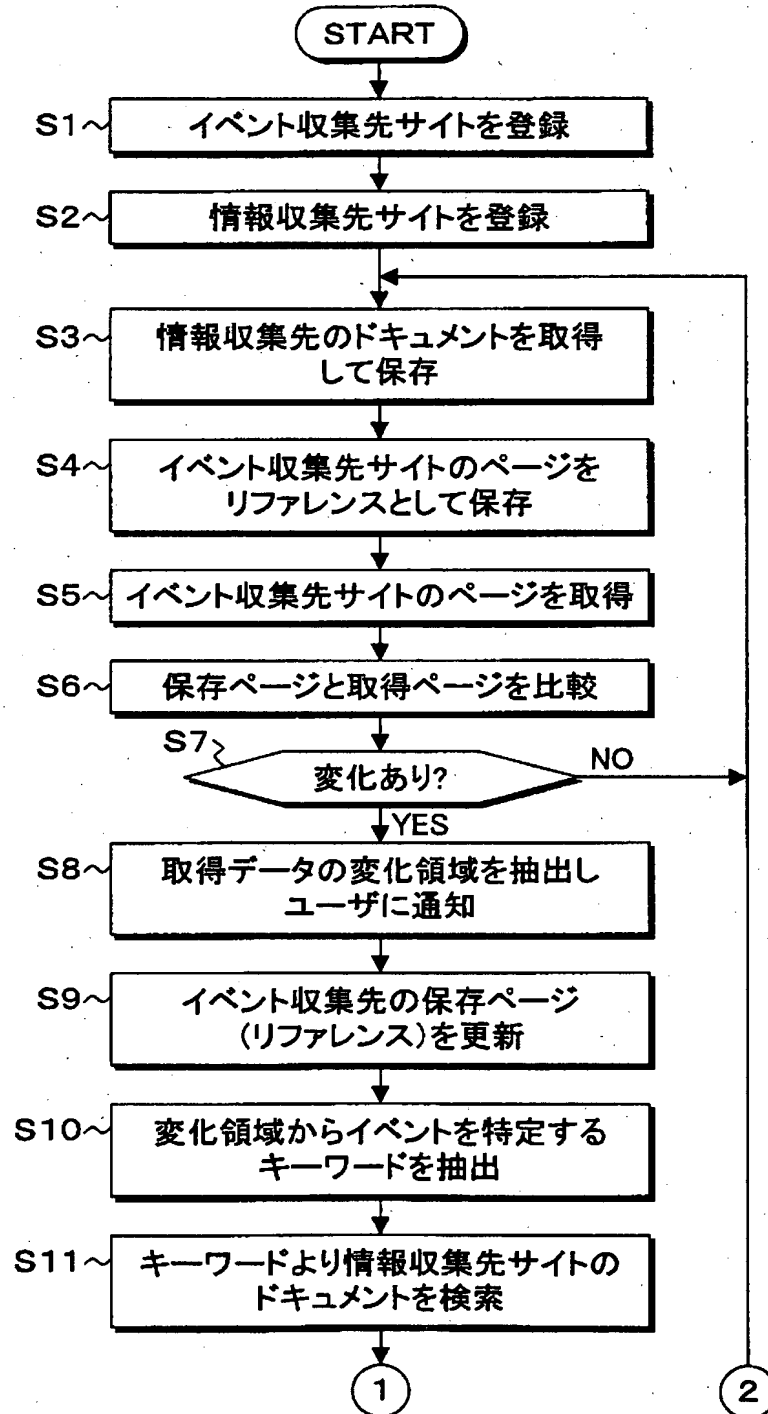 START
S1～ イベント収集先サイトを登録
S2～ 情報収集先サイトを登録
S3～ 情報収集先のドキュメントを取得
して保存
S4～ イベント収集先サイトのページを
リファレンスとして保存
S5～ イベント収集先サイトのページを取得
S6～ 保存ページと取得ページを比較
S7
変化あり?
NO
YES
S8～ 取得データの変化領域を抽出し
ユーザに通知
S9～ イベント収集先の保存ページ
(リファレンス)を更新
S10～ 変化領域からイベントを特定する
キーワードを抽出
S11～ キーワードより情報収集先サイトの
ドキュメントを検索
1
2